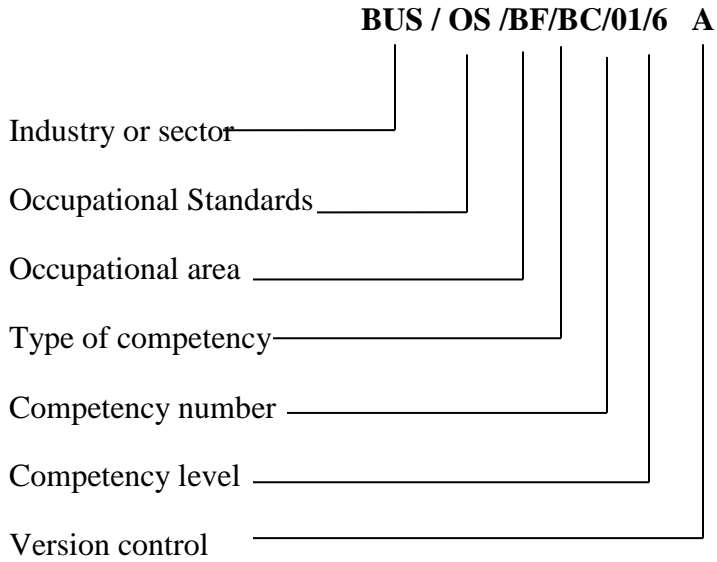 BUS / OS /BF/BC/01/6 A
Industry or sector
Occupational Standards
Occupational area
Type of competency
Competency number
Competency level
Version control